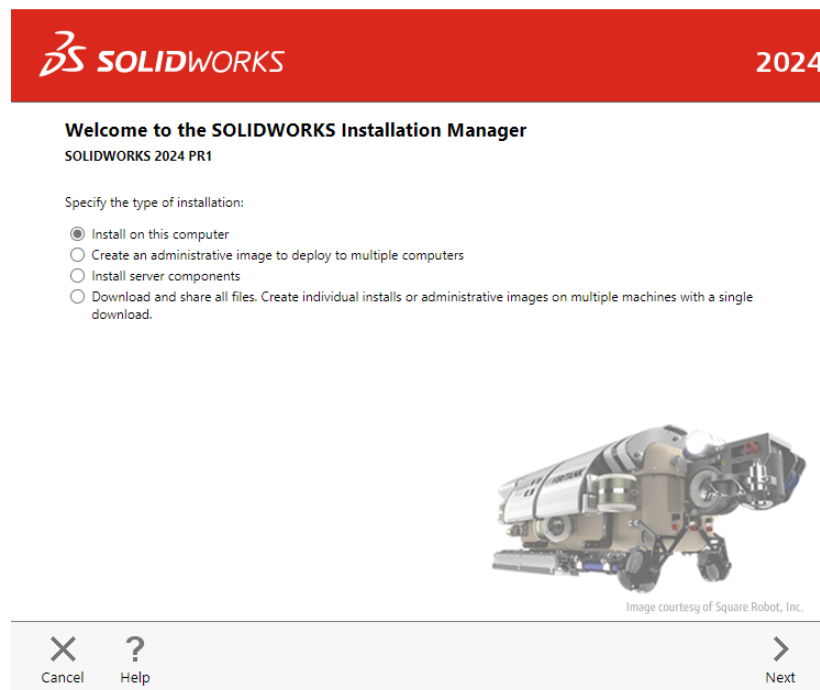 SOLIDWORKS
2024
Welcome to the SOLIDWORKS Installation Manager
SOLIDWORKS 2024 PR1
Specify the type of installation:
Install on this computer
Create an administrative image to deploy to multiple computers
Install server components
Download and share all files. Create individual installs or administrative images on multiple machines with a single
download.
Image courtesy of Square Robot, Inc.
Cancel
Help
Next